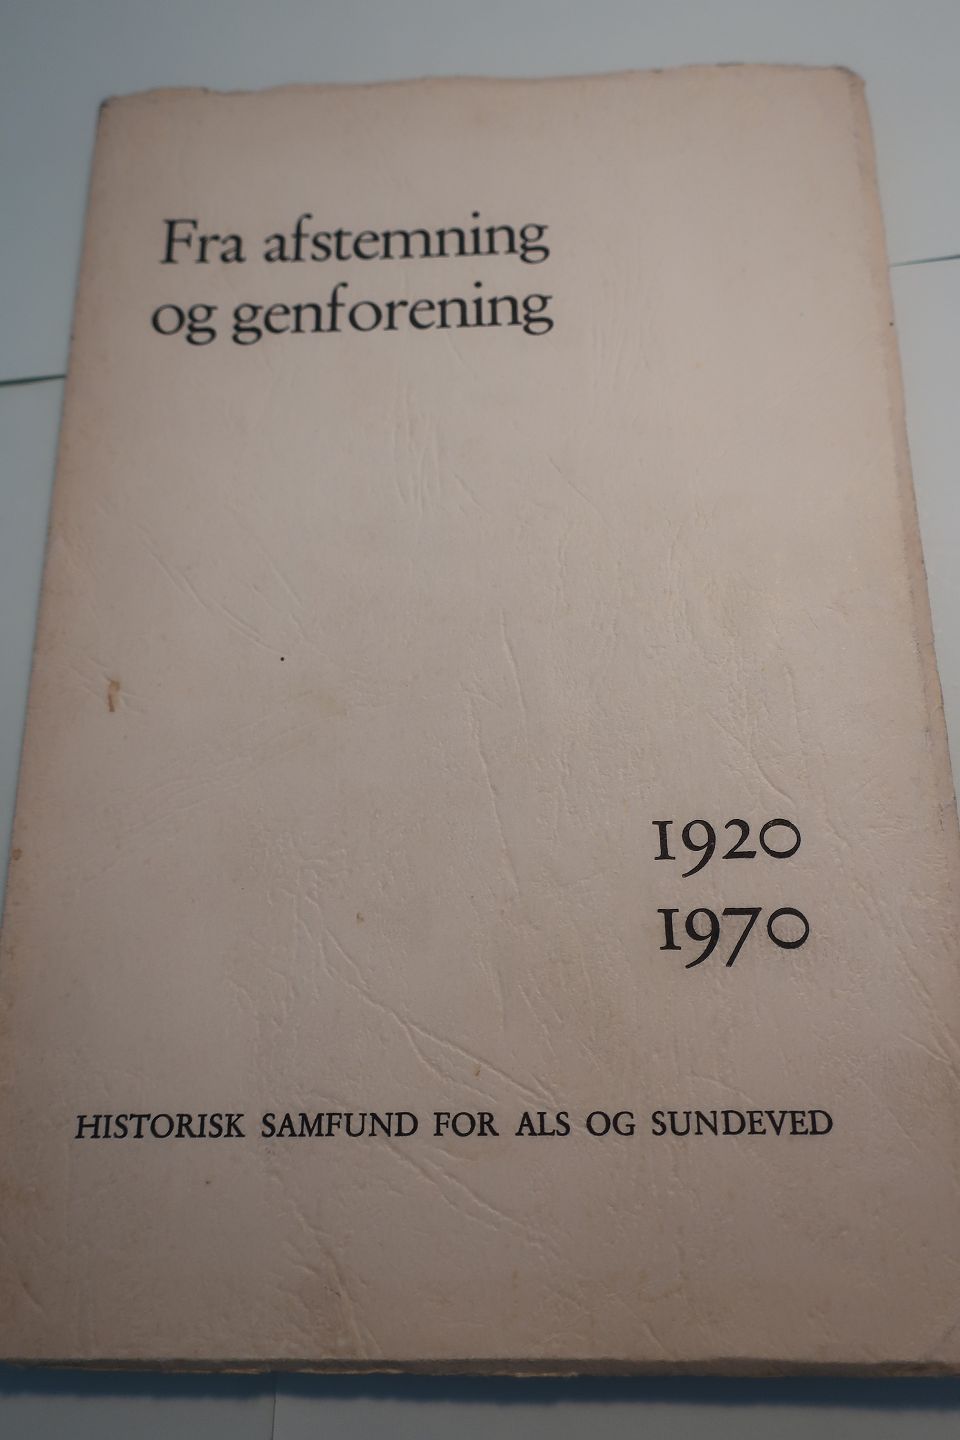 Fra afstemning
og genforening
1920
1970
HISTORISK SAMFUND FOR ALS OG SUNDEVED